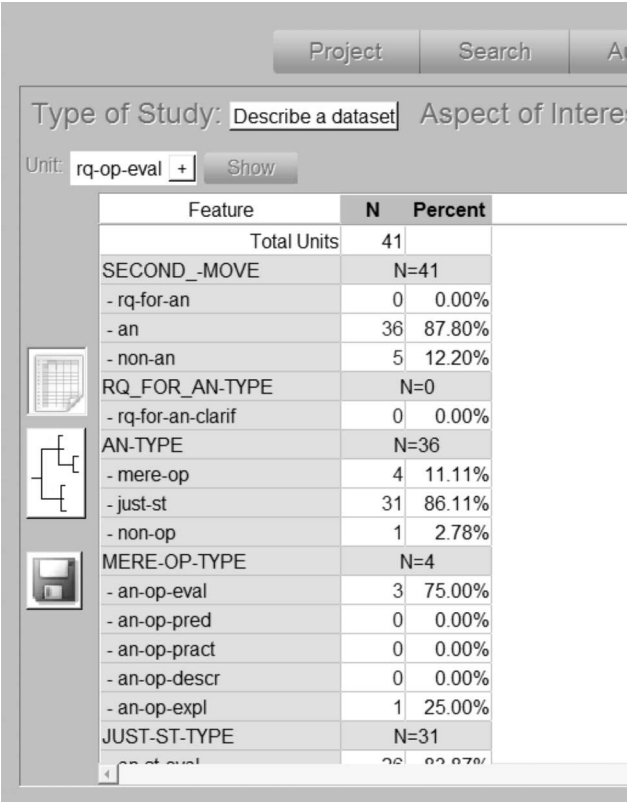 Project Search
Type of Study: Describe a dataset Aspect of
Unit: rq-op-eval + Show
Feature N Percent
Total Units 41
SECOND_-MOVE N=41
- rq-for-an 0 0.00%
- an 36 87.80%
- non-an 5 12.20%
RQ_FOR_AN-TYPE N=0
- rq-for-an-clarif 0 0.00%
AN-TYPE N=36
- mere-op 4 11.11%
- just-st 31 86.11%
- non-op 1 2.78%
MERE-OP-TYPE N=4
- an-op-eval 3 75.00%
- an-op-pred 0 0.00%
- an-op-pract 0 0.00%
- an-op-descr 0 0.00%
- an-op-expl 1 25.00%
JUST-ST-TYPE N=31